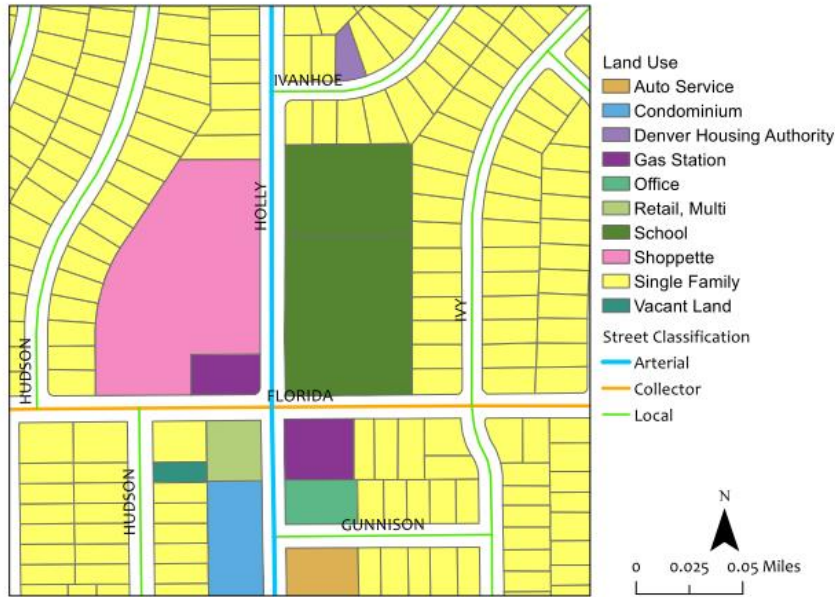 IVANHOE
HOLLY
IVY
HUDSON
FLORIDA
HUDSON
GUNNISON
Land Use
Auto Service
Condominium
Denver Housing Authority
Gas Station
Office
Retail, Multi
School
Shoppette
Single Family
Vacant Land
Street Classification
Arterial
Collector
Local
N
0 0.025 0.05 Miles